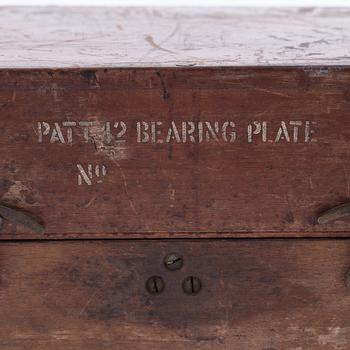 PATT 12 BEARING PLATE
Nº